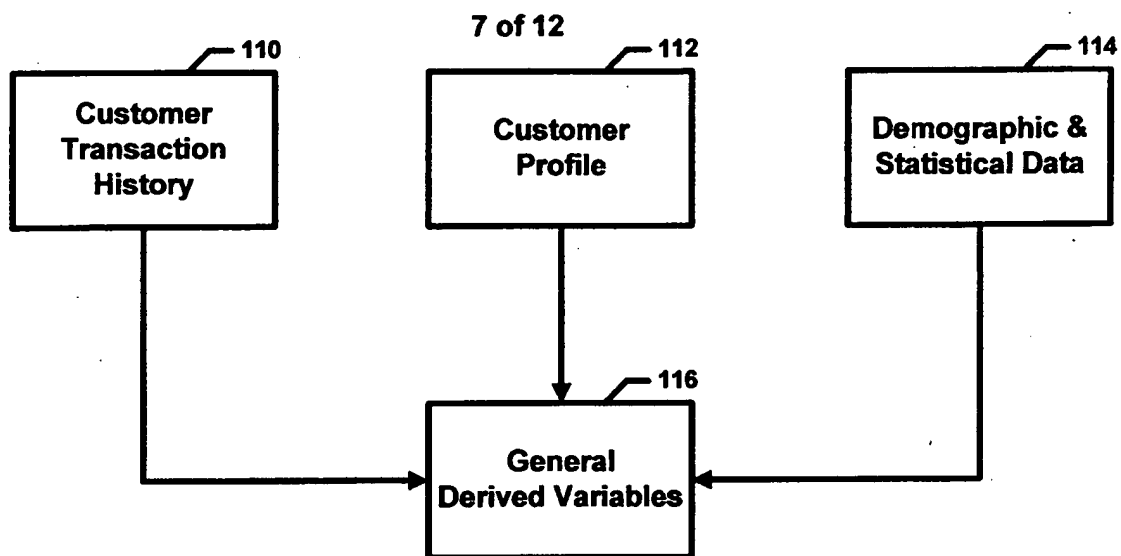 7 of 12
110
Customer
Transaction
History
112
Customer
Profile
114
Demographic &
Statistical Data
116
General
Derived Variables